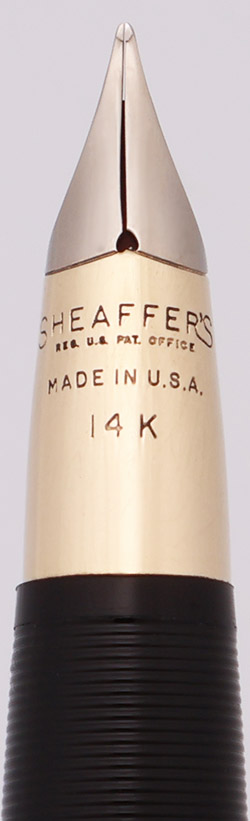 SHEAFFER'S
REG. U.S. PAT. OFFICE
MADE IN U.S.A.
14K